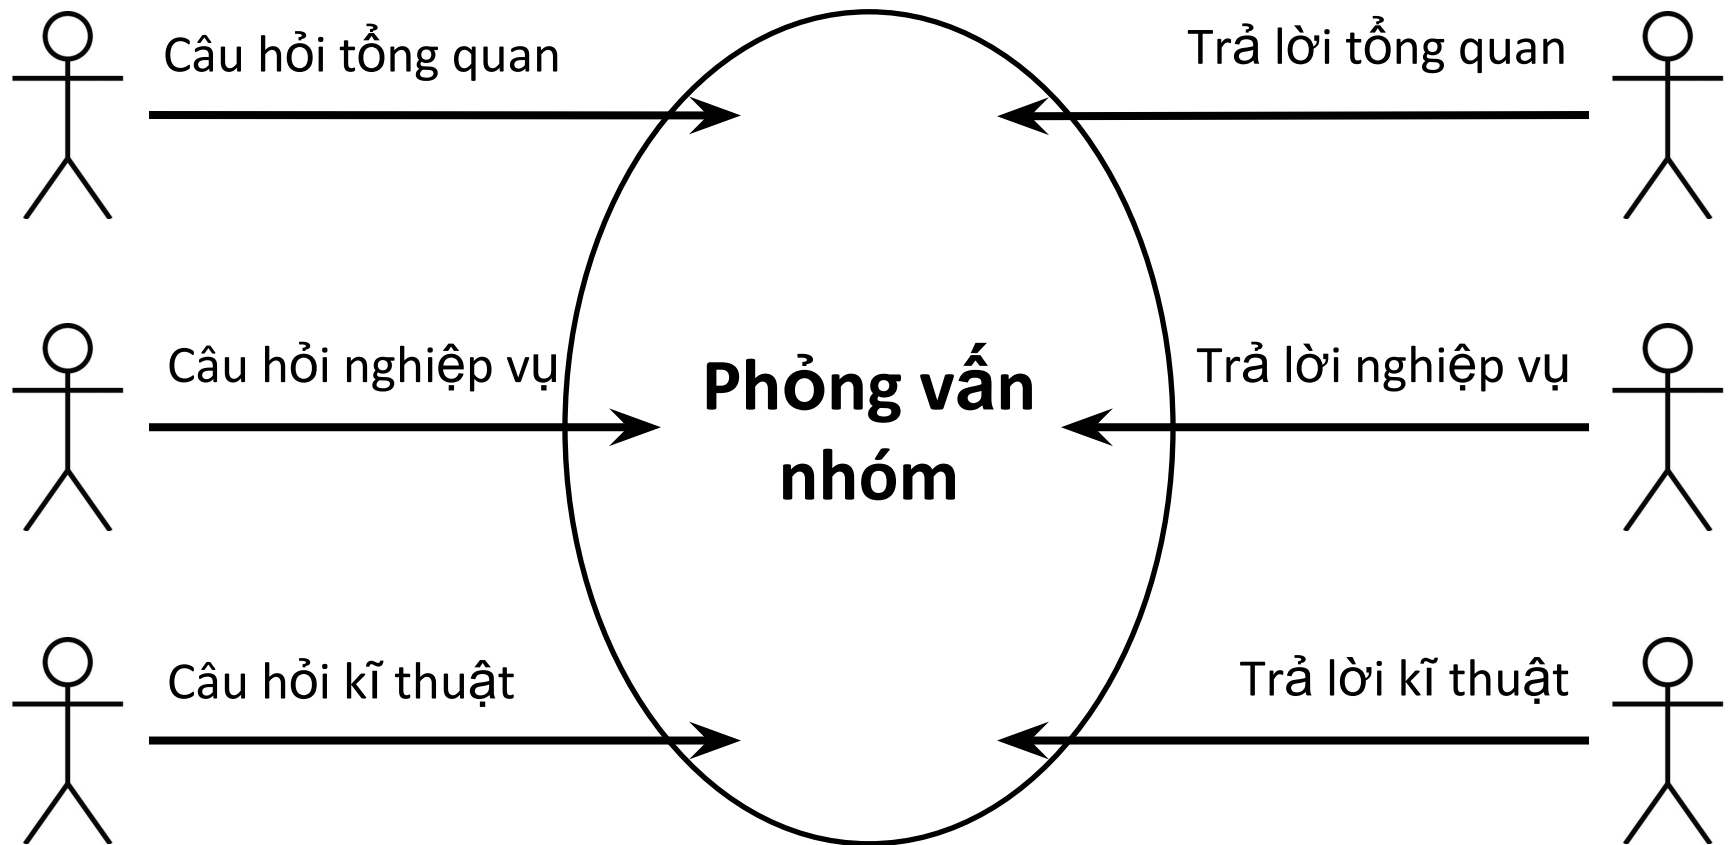 Câu hỏi tổng quan
Trả lời tổng quan
Câu hỏi nghiệp vụ
Phỏng vấn
nhóm
Trả lời nghiệp vụ
Câu hỏi kĩ thuật
Trả lời kĩ thuật